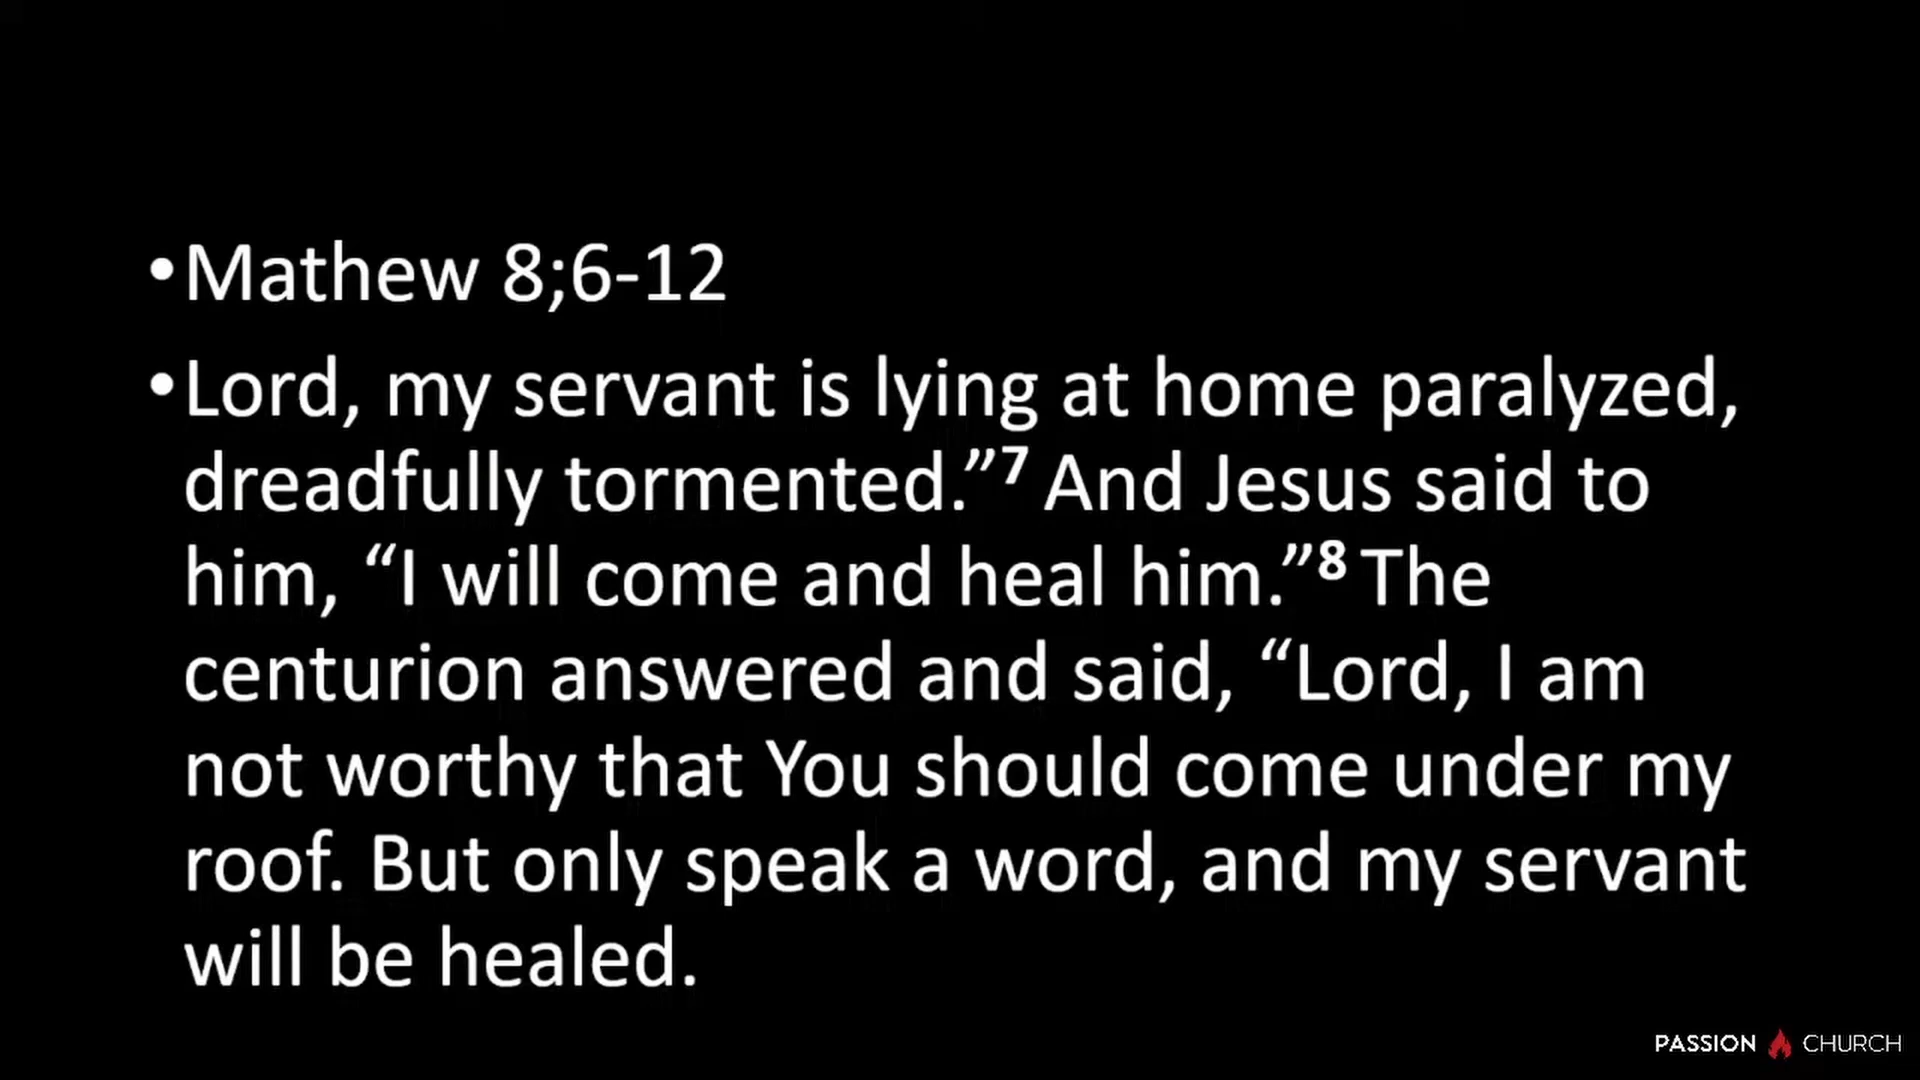 •Mathew 8;6-12
•Lord, my servant is lying at home paralyzed,
dreadfully tormented.”⁷ And Jesus said to
him, “I will come and heal him.”⁸ The
centurion answered and said, “Lord, I am
not worthy that You should come under my
roof. But only speak a word, and my servant
will be healed.
PASSION CHURCH